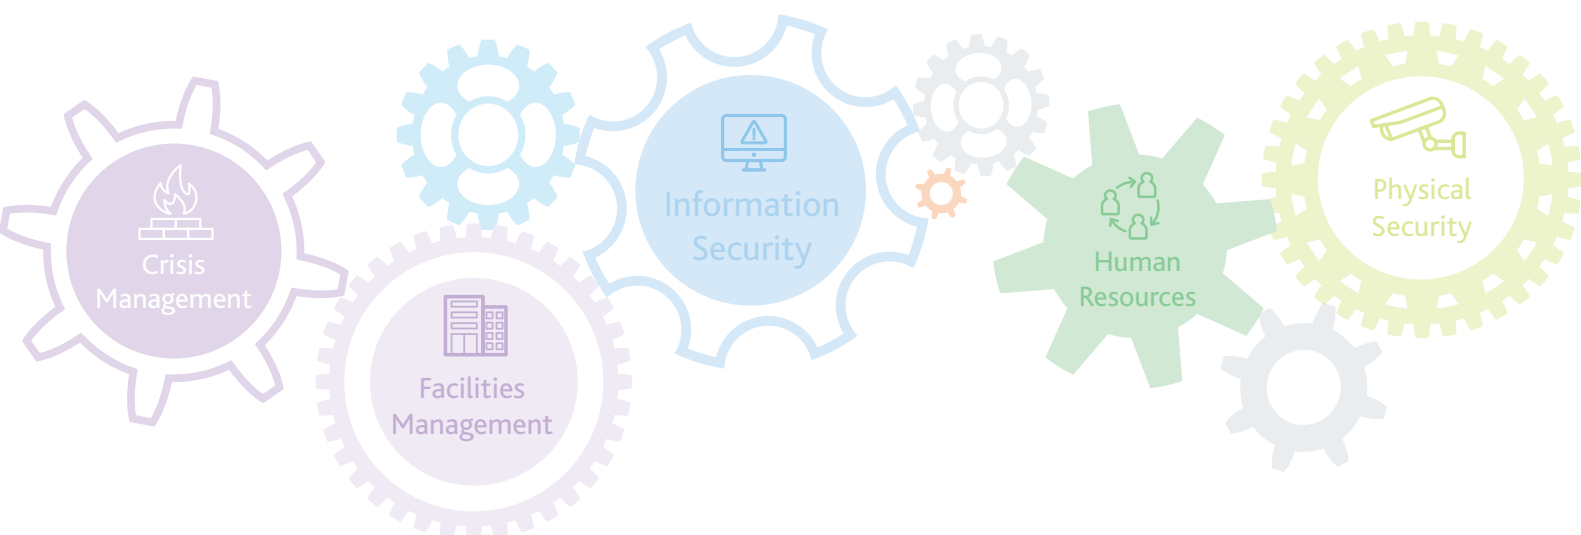 Crisis
Management
Facilities
Management
Information
Security
Human
Resources
Physical
Security